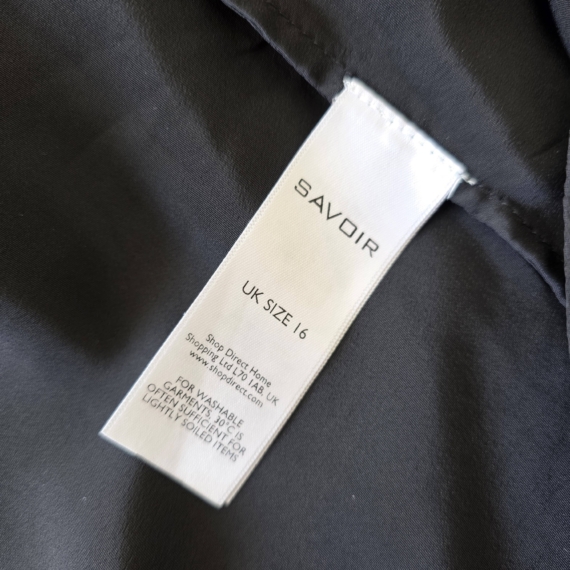 SAVOIR
UK SIZE 16
Shop Direct Home
Shopping Ltd L70 1AB, UK
www.shopdirect.com
FOR WASHABLE
GARMENTS, 30°C IS
OFTEN SUFFICIENT FOR
LIGHTLY SOILED ITEMS